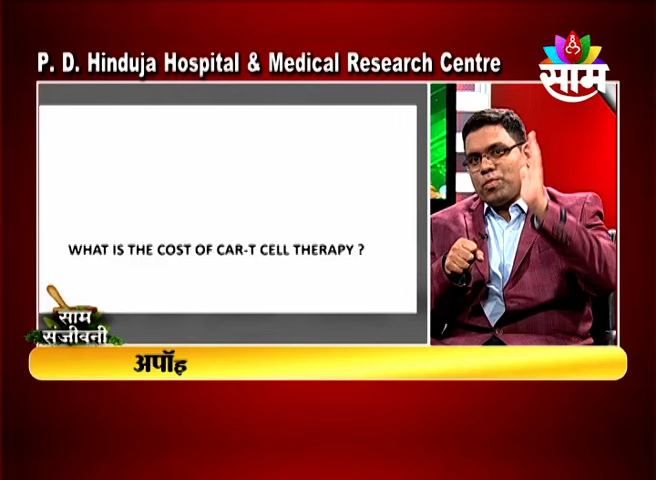 P. D. Hinduja Hospital & Medical Research Centre
साम
WHAT IS THE COST OF CAR-T CELL THERAPY ?
साम
संजीवनी
अपॉइ